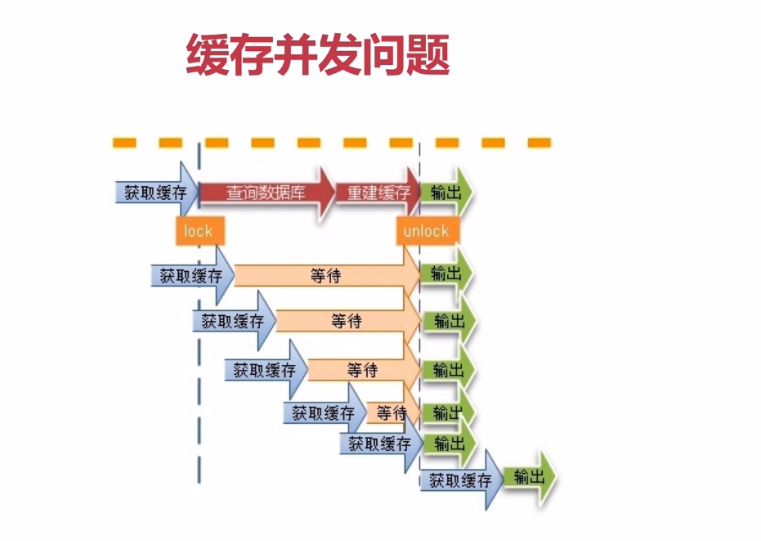 缓存并发问题
获取缓存 查询数据库 重建缓存 输出
lock unlock
获取缓存 等待 输出
获取缓存 等待 输出
获取缓存 等待 输出
获取缓存 等待 输出
获取缓存 输出
获取缓存 输出